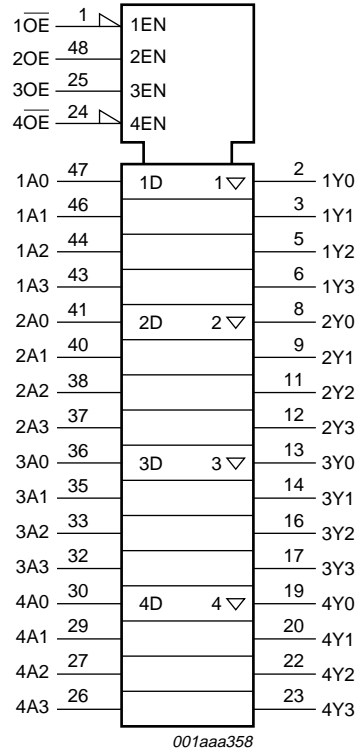 1OE 1 1EN
2OE 48 2EN
3OE 25 3EN
4OE 24 4EN
1A0 47 1D 1 ▽ 2 1Y0
1A1 46 3 1Y1
1A2 44 5 1Y2
1A3 43 6 1Y3
2A0 41 2D 2 ▽ 8 2Y0
2A1 40 9 2Y1
2A2 38 11 2Y2
2A3 37 12 2Y3
3A0 36 3D 3 ▽ 13 3Y0
3A1 35 14 3Y1
3A2 33 16 3Y2
3A3 32 17 3Y3
4A0 30 4D 4 ▽ 19 4Y0
4A1 29 20 4Y1
4A2 27 22 4Y2
4A3 26 23 4Y3
001aaa358